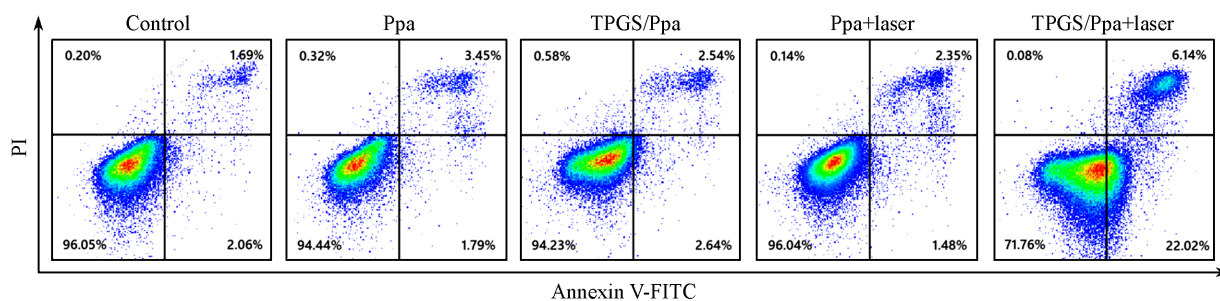 Control Ppa TPGS/Ppa Ppa+laser TPGS/Ppa+laser
0.20% 1.69% 0.32% 3.45% 0.58% 2.54% 0.14% 2.35% 0.08% 6.14%
PI
96.05% 2.06% 94.44% 1.79% 94.23% 2.64% 96.04% 1.48% 71.76% 22.02%
Annexin V-FITC